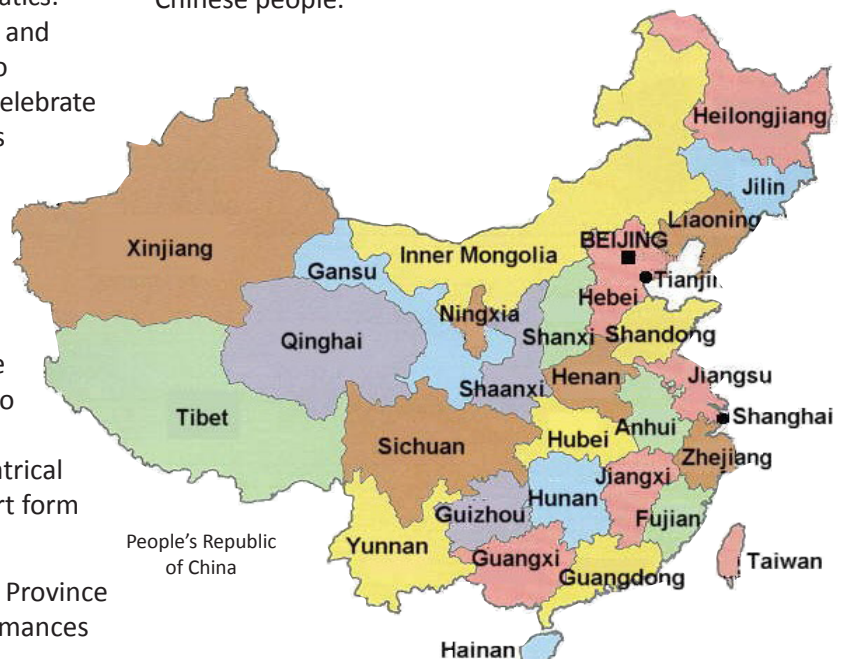 and
Chinese people.
elebrate
Heilongjiang
Jilin
Liaoning
BEIJING
Xinjiang
Inner Mongolia
Gansu
Tianjin
Hebei
Ningxia
Shanxi
Shandong
Qinghai
Henan
Jiangsu
Shaanxi
Tibet
Shanghai
Anhui
Sichuan
Hubei
Zhejiang
trical
Jiangxi
rt form
Hunan
Guizhou
Fujian
People’s Republic
of China
Yunnan
Guangxi
Taiwan
Guangdong
Province
mances
Hainan